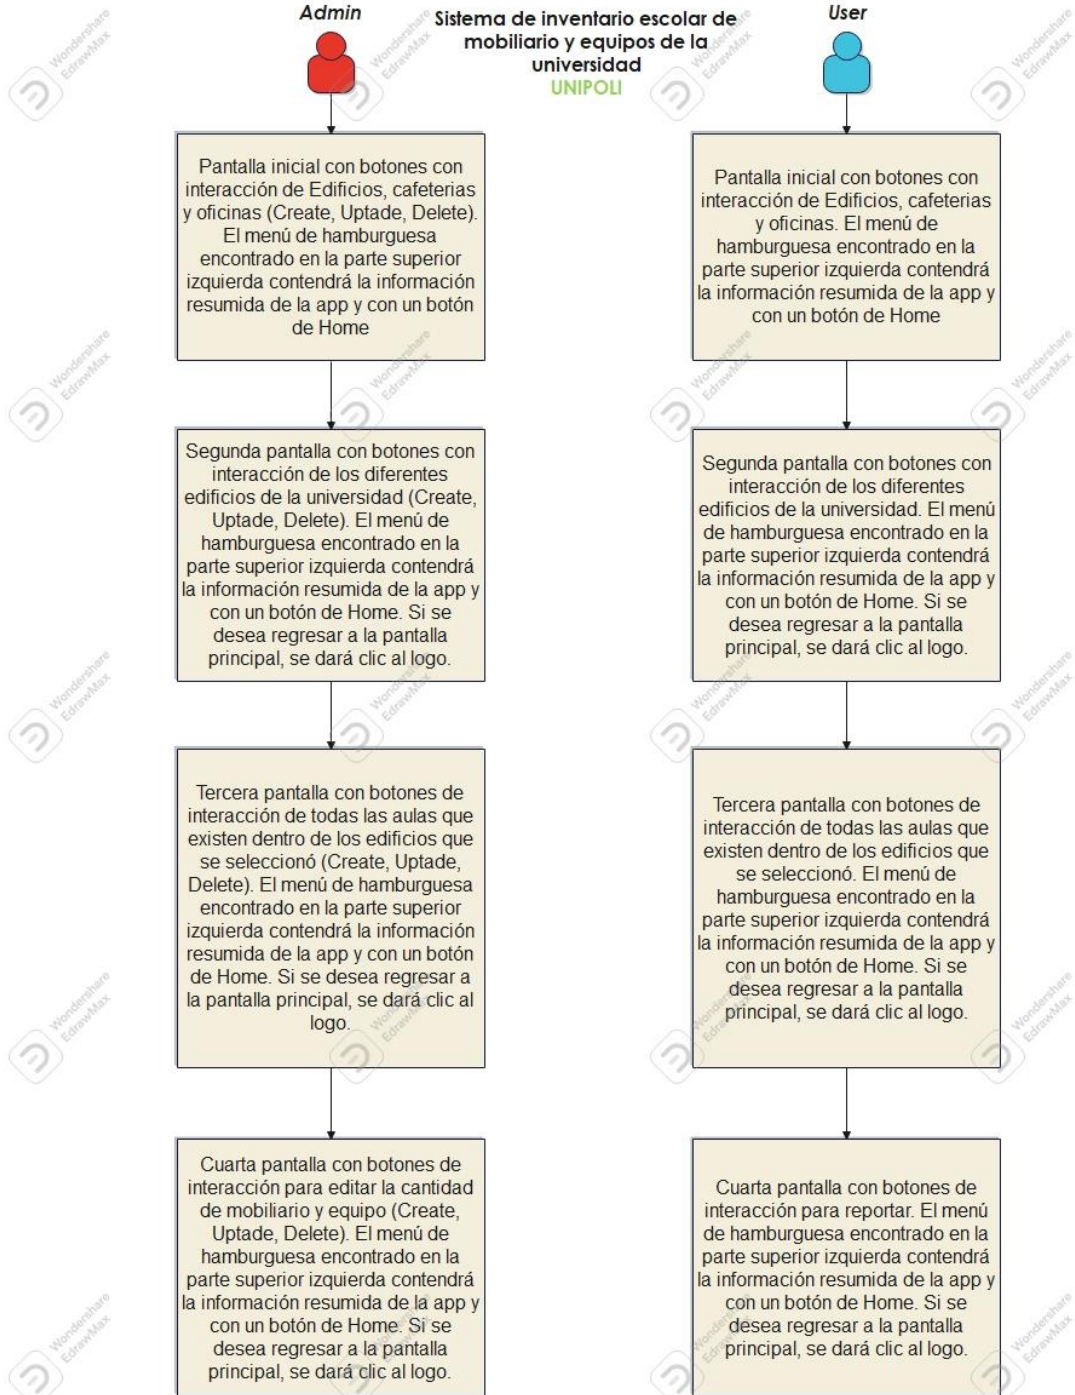 Admin
Sistema de inventario escolar de
mobiliario y equipos de la
universidad
UNIPOLI
User
Pantalla inicial con botones con
interacción de Edificios, cafeterias
y oficinas (Create, Uptade, Delete).
El menú de hamburguesa
encontrado en la parte superior
izquierda contendrá la información
resumida de la app y con un botón
de Home
Segunda pantalla con botones con
interacción de los diferentes
edificios de la universidad (Create,
Uptade, Delete). El menú de
hamburguesa encontrado en la
parte superior izquierda contendrá
la información resumida de la app y
con un botón de Home. Si se
desea regresar a la pantalla
principal, se dará clic al logo.
Tercera pantalla con botones de
interacción de todas las aulas que
existen dentro de los edificios que
se seleccionó (Create, Uptade,
Delete). El menú de hamburguesa
encontrado en la parte superior
izquierda contendrá la información
resumida de la app y con un botón
de Home. Si se desea regresar a
la pantalla principal, se dará clic al
logo.
Cuarta pantalla con botones de
interacción para editar la cantidad
de mobiliario y equipo (Create,
Uptade, Delete). El menú de
hamburguesa encontrado en la
parte superior izquierda contendrá
la información resumida de la app y
con un botón de Home. Si se
desea regresar a la pantalla
principal, se dará clic al logo.
Pantalla inicial con botones con
interacción de Edificios, cafeterias
y oficinas. El menú de
hamburguesa encontrado en la
parte superior izquierda contendrá
la información resumida de la app y
con un botón de Home
Segunda pantalla con botones con
interacción de los diferentes
edificios de la universidad. El menú
de hamburguesa encontrado en la
parte superior izquierda contendrá
la información resumida de la app y
con un botón de Home. Si se
desea regresar a la pantalla
principal, se dará clic al logo.
Tercera pantalla con botones de
interacción de todas las aulas que
existen dentro de los edificios que
se seleccionó. El menú de
hamburguesa encontrado en la
parte superior izquierda contendrá
la información resumida de la app y
con un botón de Home. Si se
desea regresar a la pantalla
principal, se dará clic al logo.
Cuarta pantalla con botones de
interacción para reportar. El menú
de hamburguesa encontrado en la
parte superior izquierda contendrá
la información resumida de la app y
con un botón de Home. Si se
desea regresar a la pantalla
principal, se dará clic al logo.
Wondershare
EdrawMax